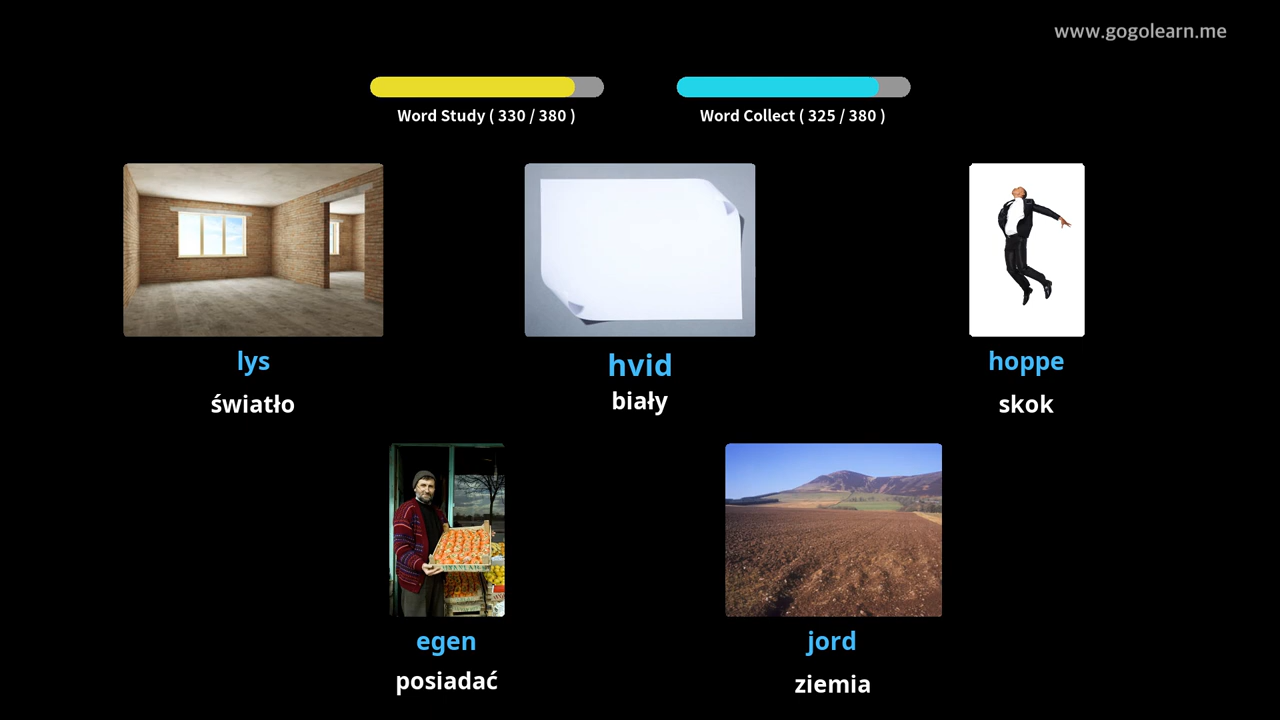 www.gogolearn.me
Word Study ( 330 / 380 )
Word Collect ( 325 / 380 )
lys
światło
hvid
biały
hoppe
skok
egen
posiadać
jord
ziemia